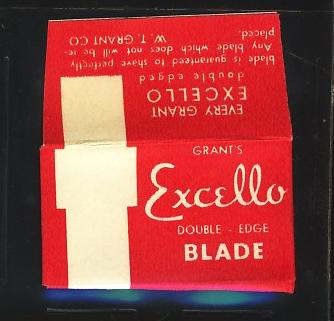 EVERY GRANT
EXCELLO
double edged
blade is guaranteed to shave perfectly
Any blade which does not will be re-
placed. W. T. GRANT CO
GRANT'S
Excello
DOUBLE - EDGE
BLADE